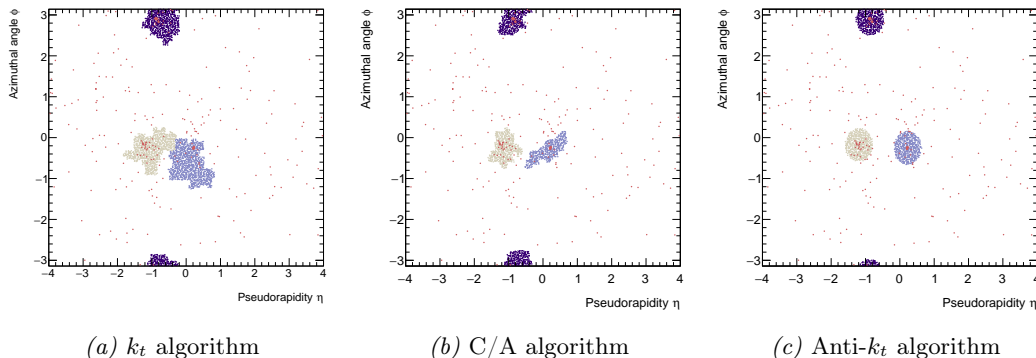 Azimuthal angle ϕ
3
2
1
0
−1
−2
−3
−4 −3 −2 −1 0 1 2 3 4
Pseudorapidity η
(a) kt algorithm
Azimuthal angle ϕ
3
2
1
0
−1
−2
−3
−4 −3 −2 −1 0 1 2 3 4
Pseudorapidity η
(b) C/A algorithm
Azimuthal angle ϕ
3
2
1
0
−1
−2
−3
−4 −3 −2 −1 0 1 2 3 4
Pseudorapidity η
(c) Anti-kt algorithm